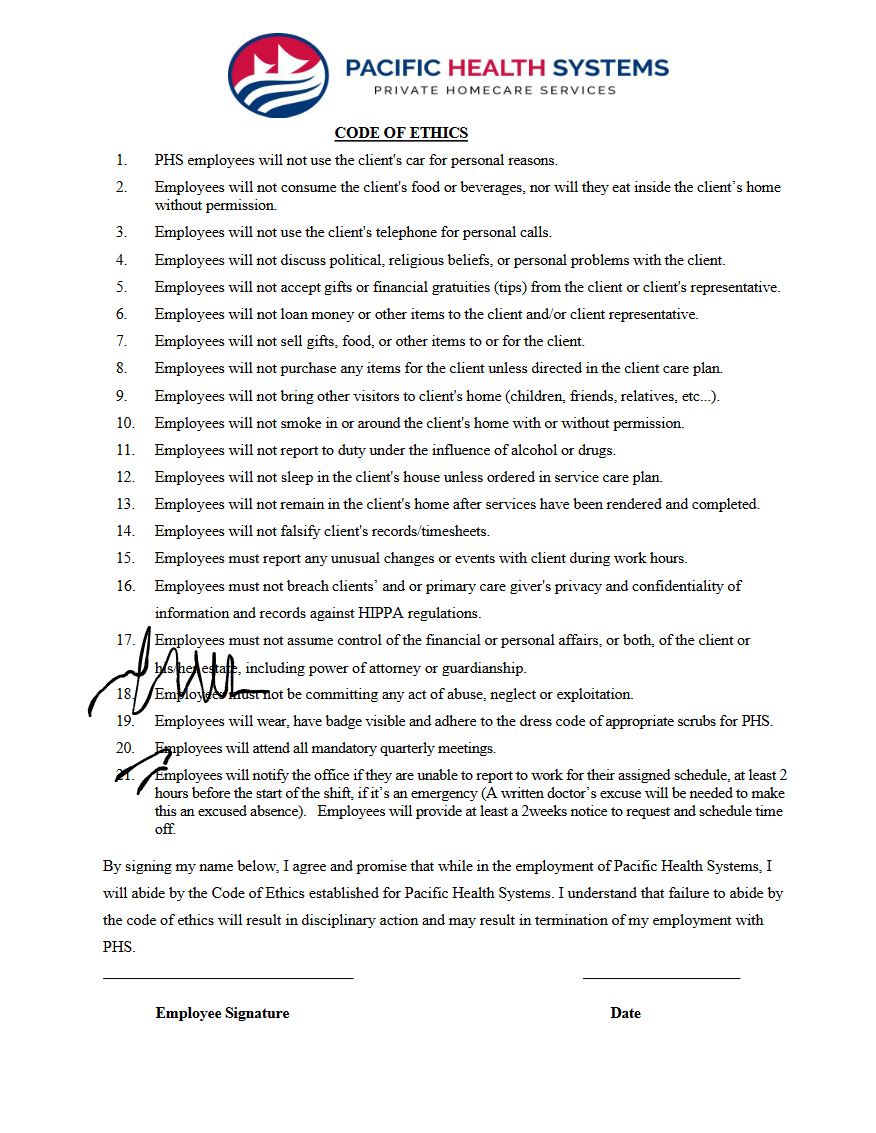 PACIFIC HEALTH SYSTEMS
PRIVATE HOMECARE SERVICES
CODE OF ETHICS
1. PHS employees will not use the client's car for personal reasons.
2. Employees will not consume the client's food or beverages, nor will they eat inside the client’s home
without permission.
3. Employees will not use the client's telephone for personal calls.
4. Employees will not discuss political, religious beliefs, or personal problems with the client.
5. Employees will not accept gifts or financial gratuities (tips) from the client or client's representative.
6. Employees will not loan money or other items to the client and/or client representative.
7. Employees will not sell gifts, food, or other items to or for the client.
8. Employees will not purchase any items for the client unless directed in the client care plan.
9. Employees will not bring other visitors to client's home (children, friends, relatives, etc...).
10. Employees will not smoke in or around the client's home with or without permission.
11. Employees will not report to duty under the influence of alcohol or drugs.
12. Employees will not sleep in the client's house unless ordered in service care plan.
13. Employees will not remain in the client's home after services have been rendered and completed.
14. Employees will not falsify client's records/timesheets.
15. Employees must report any unusual changes or events with client during work hours.
16. Employees must not breach clients’ and or primary care giver's privacy and confidentiality of
information and records against HIPPA regulations.
17. Employees must not assume control of the financial or personal affairs, or both, of the client or
his/her estate, including power of attorney or guardianship.
18. Employees must not be committing any act of abuse, neglect or exploitation.
19. Employees will wear, have badge visible and adhere to the dress code of appropriate scrubs for PHS.
20. Employees will attend all mandatory quarterly meetings.
21. Employees will notify the office if they are unable to report to work for their assigned schedule, at least 2
hours before the start of the shift, if it’s an emergency (A written doctor’s excuse will be needed to make
this an excused absence). Employees will provide at least a 2weeks notice to request and schedule time
off.
By signing my name below, I agree and promise that while in the employment of Pacific Health Systems, I
will abide by the Code of Ethics established for Pacific Health Systems. I understand that failure to abide by
the code of ethics will result in disciplinary action and may result in termination of my employment with
PHS.
Employee Signature Date